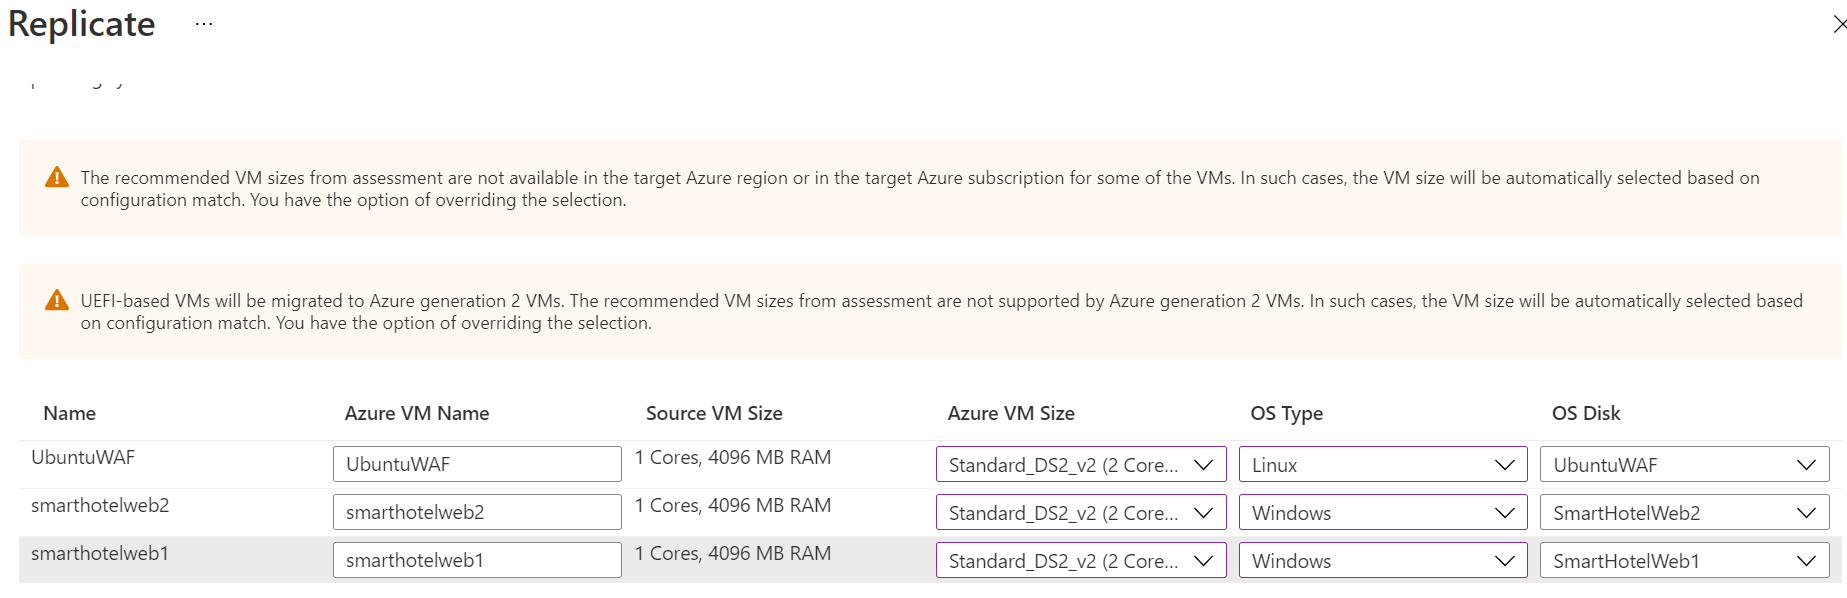 Replicate ...
The recommended VM sizes from assessment are not available in the target Azure region or in the target Azure subscription for some of the VMs. In such cases, the VM size will be automatically selected based on
configuration match. You have the option of overriding the selection.
UEFI-based VMs will be migrated to Azure generation 2 VMs. The recommended VM sizes from assessment are not supported by Azure generation 2 VMs. In such cases, the VM size will be automatically selected based
on configuration match. You have the option of overriding the selection.
Name Azure VM Name Source VM Size Azure VM Size OS Type OS Disk
UbuntuWAF UbuntuWAF 1 Cores, 4096 MB RAM Standard_DS2_v2 (2 Core... Linux UbuntuWAF
smarthotelweb2 smarthotelweb2 1 Cores, 4096 MB RAM Standard_DS2_v2 (2 Core... Windows SmartHotelWeb2
smarthotelweb1 smarthotelweb1 1 Cores, 4096 MB RAM Standard_DS2_v2 (2 Core... Windows SmartHotelWeb1